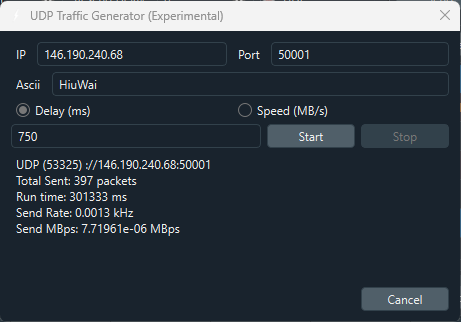 UDP Traffic Generator (Experimental)
IP 146.190.240.68 Port 50001
Ascii HiuWai
Delay (ms) Speed (MB/s)
750 Start Stop
UDP (53325) ://146.190.240.68:50001
Total Sent: 397 packets
Run time: 301333 ms
Send Rate: 0.0013 kHz
Send MBps: 7.71961e-06 MBps
Cancel